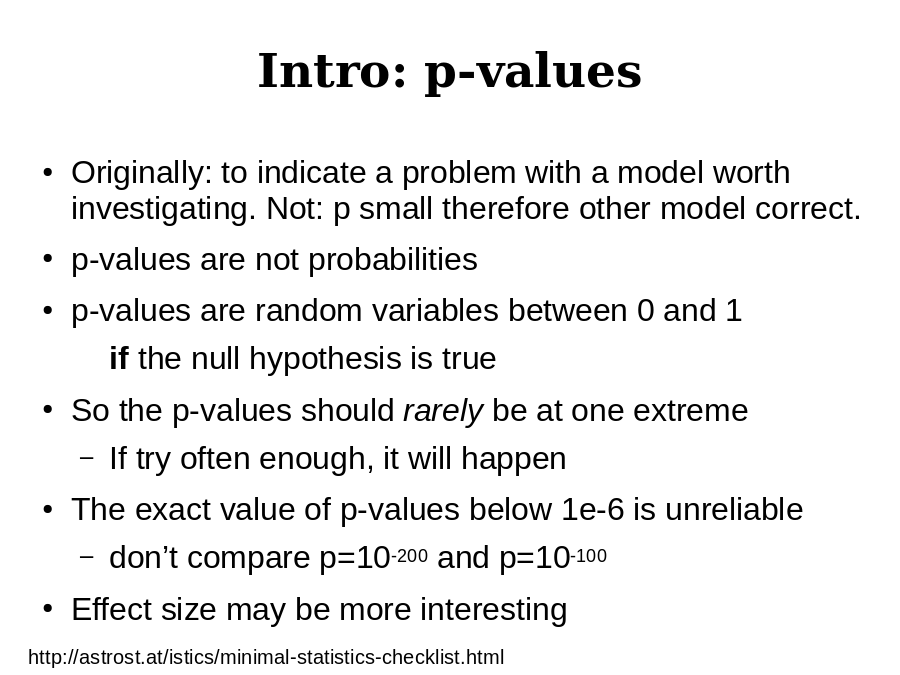 Intro: p-values
• Originally: to indicate a problem with a model worth
investigating. Not: p small therefore other model correct.
• p-values are not probabilities
• p-values are random variables between 0 and 1
if the null hypothesis is true
• So the p-values should rarely be at one extreme
– If try often enough, it will happen
• The exact value of p-values below 1e-6 is unreliable
– don’t compare p=10-200 and p=10-100
• Effect size may be more interesting
http://astrost.at/istics/minimal-statistics-checklist.html